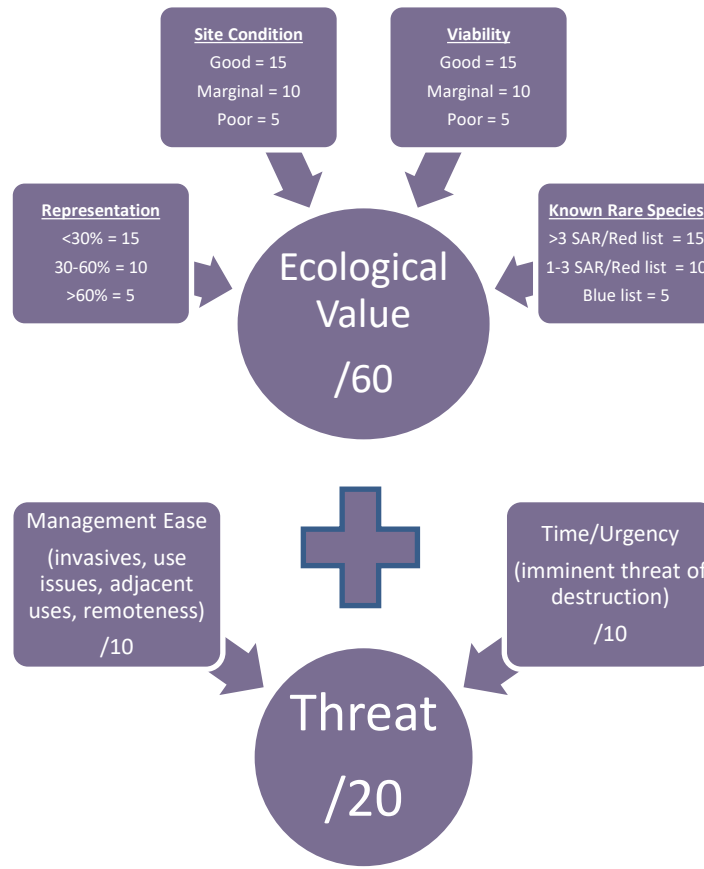 Site Condition
Good = 15
Marginal = 10
Poor = 5
Viability
Good = 15
Marginal = 10
Poor = 5
Representation
<30% = 15
30-60% = 10
>60% = 5
Known Rare Species
>3 SAR/Red list = 15
1-3 SAR/Red list = 10
Blue list = 5
Ecological
Value
/60
Management Ease
(invasives, use
issues, adjacent
uses, remoteness)
/10
Time/Urgency
(imminent threat of
destruction)
/10
Threat
/20